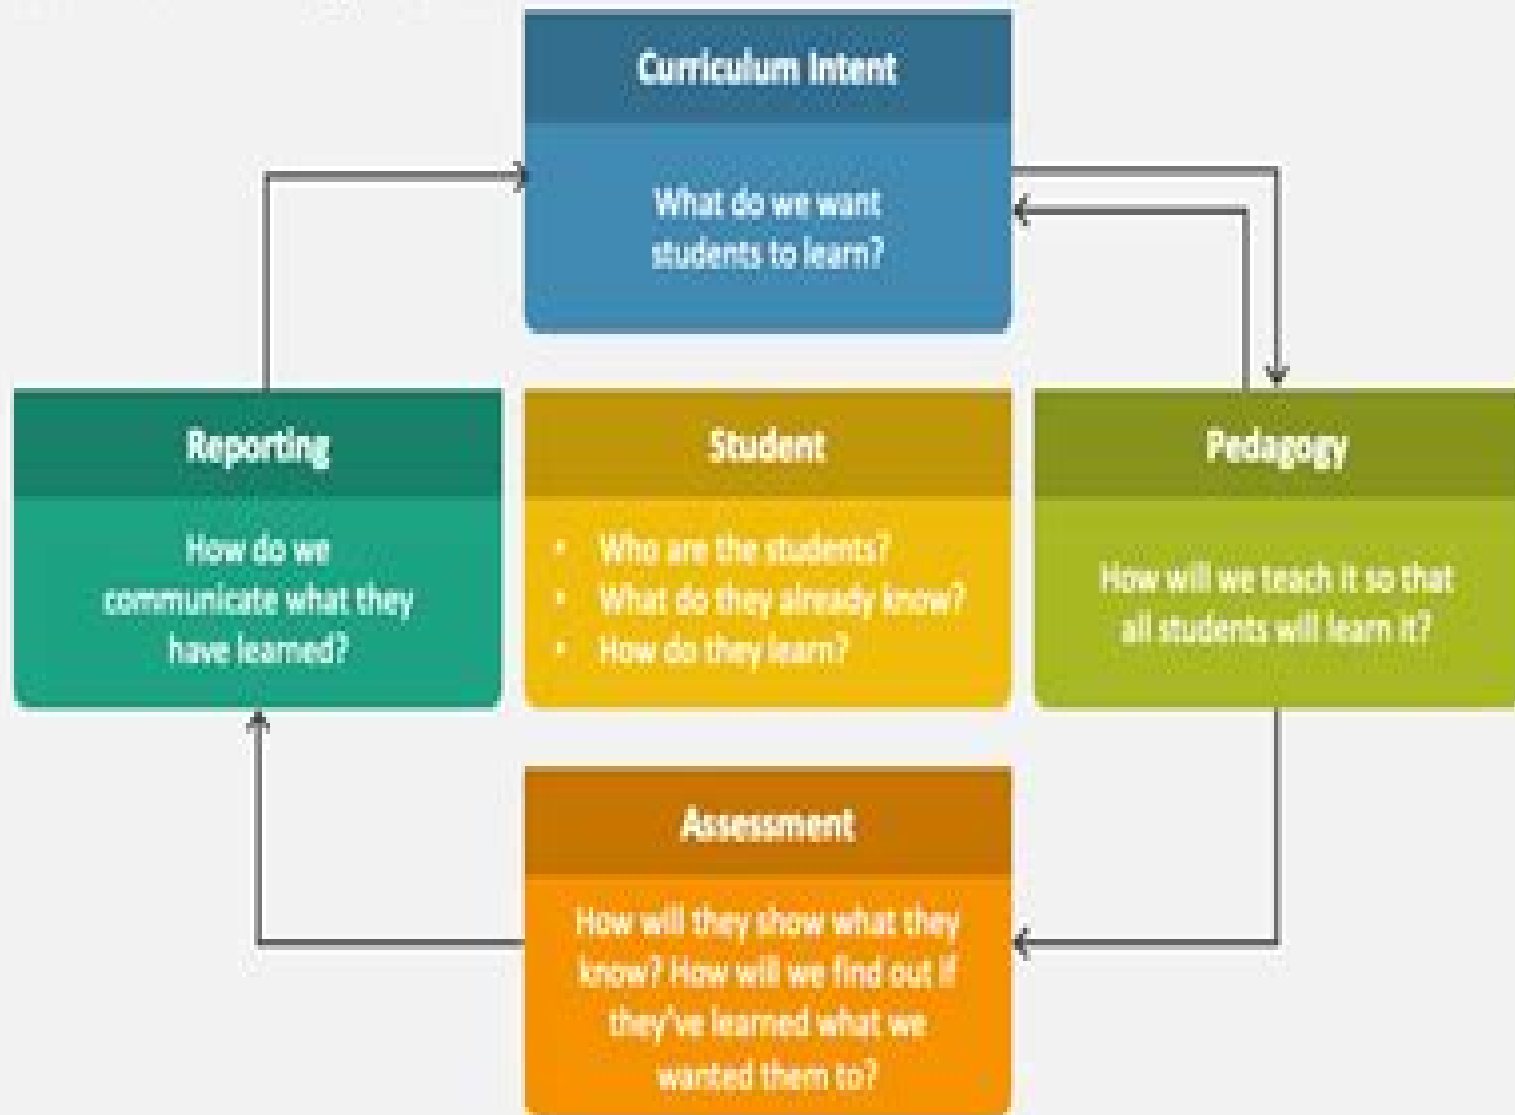 Curriculum Intent
What do we want
students to learn?
Reporting
How do we
communicate what they
have learned?
Student
• Who are the students?
• What do they already know?
• How do they learn?
Pedagogy
How will we teach it so that
all students will learn it?
Assessment
How will they show what they
know? How will we find out if
they've learned what we
wanted them to?